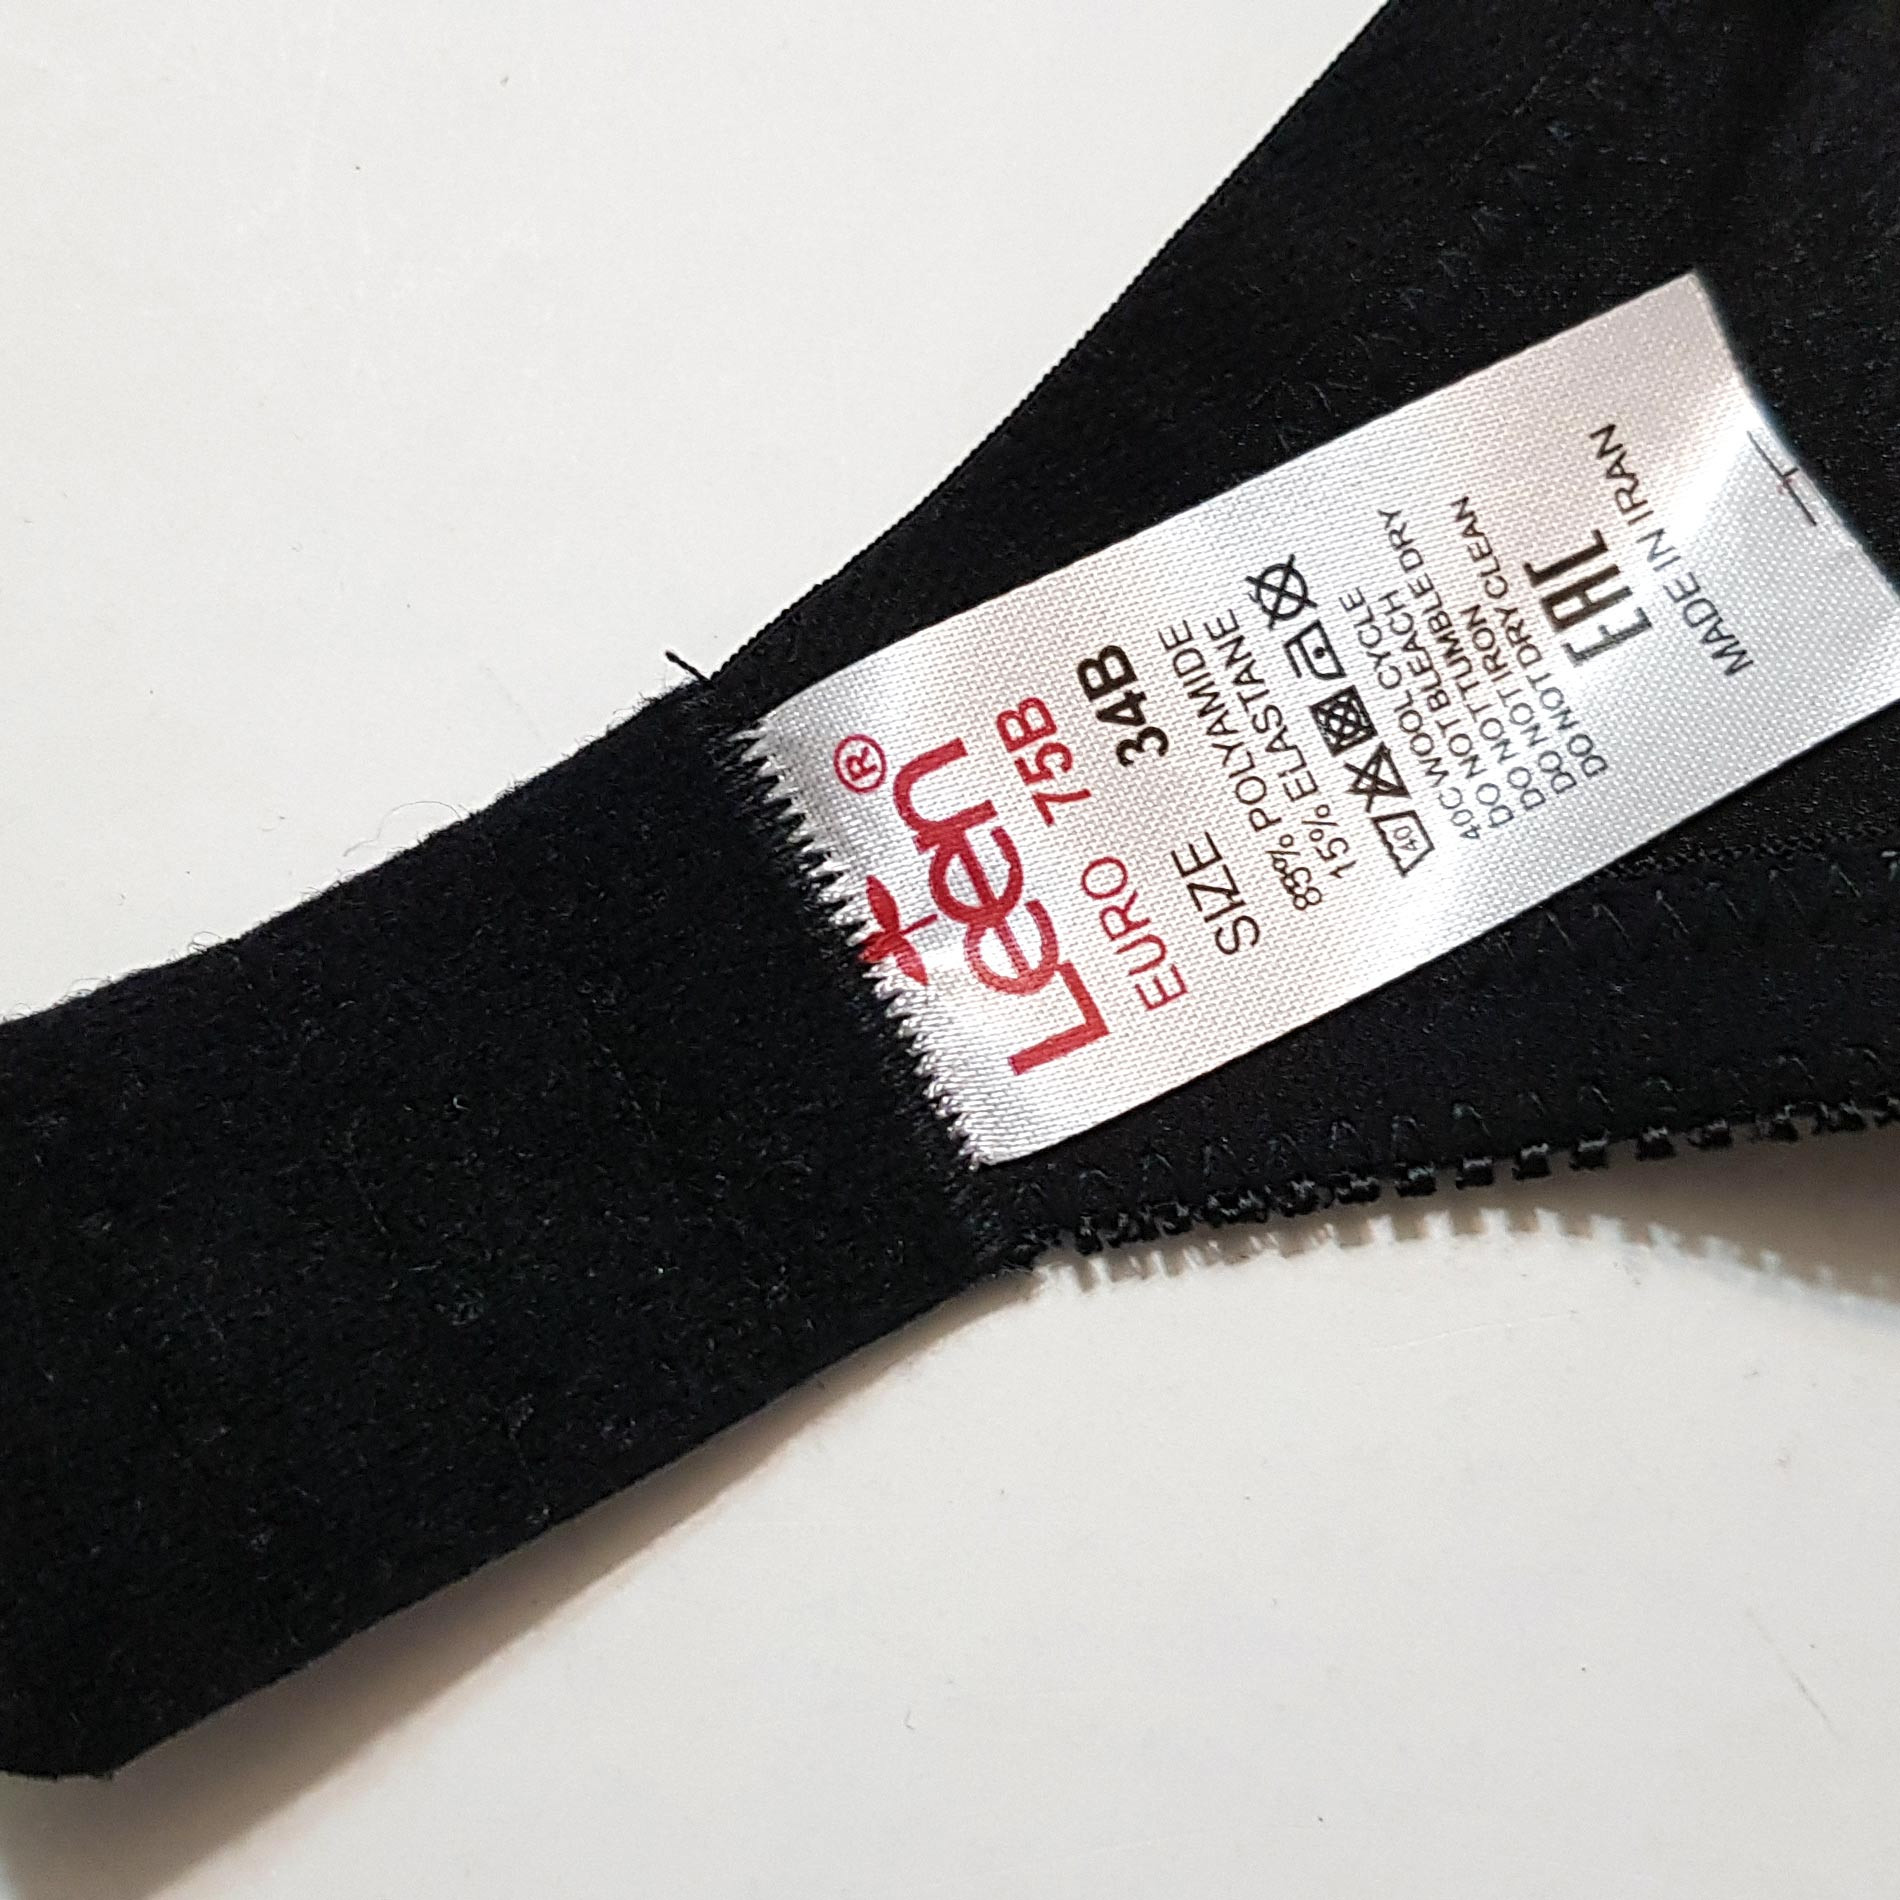 Leen®
EURO 75B
SIZE 34B
85% POLYAMIDE
15% ELASTANE
40
40C WOOL CYCLE
DO NOT BLEACH
DO NOT TUMBLE DRY
DO NOT IRON
DO NOT DRY CLEAN
EAC
MADE IN IRAN